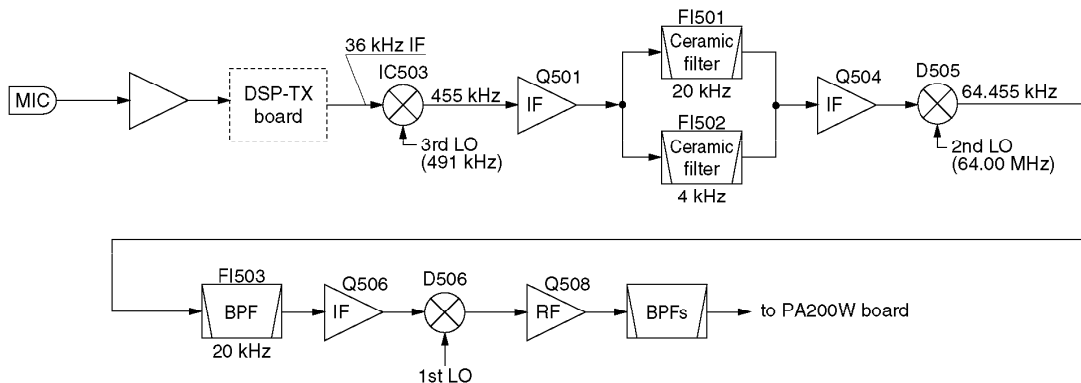 MIC
DSP-TX
board
36 kHz IF
IC503
3rd LO
(491 kHz)
455 kHz
Q501
IF
FI501
Ceramic
filter
20 kHz
FI502
Ceramic
filter
4 kHz
Q504
IF
D505
64.455 kHz
2nd LO
(64.00 MHz)
FI503
BPF
20 kHz
Q506
IF
D506
1st LO
Q508
RF
BPFs
to PA200W board